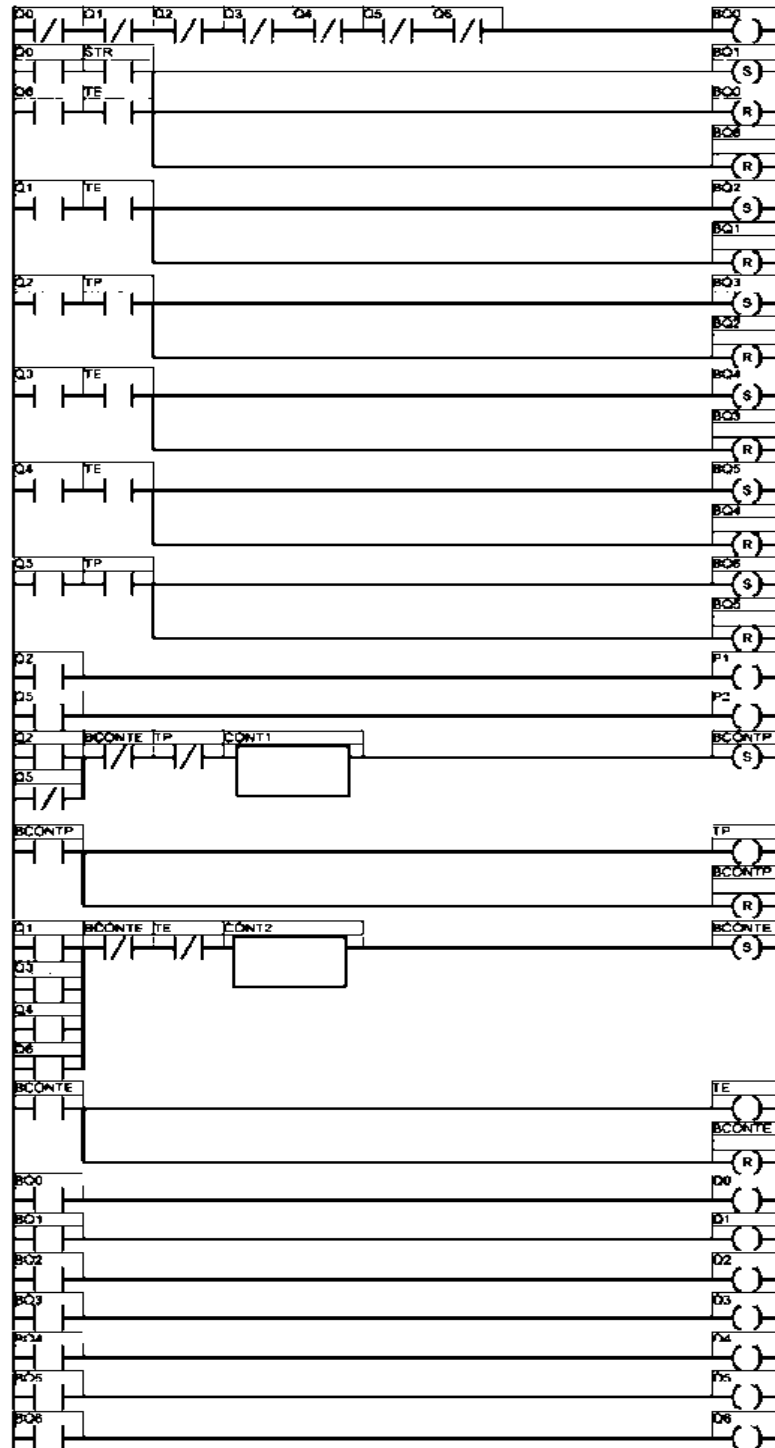 Q0 Q1 Q2 Q3 Q4 Q5 Q6 BQ0
Q0 STR BQ1
S
Q6 TE BQ0
R
BQ6
R
Q1 TE BQ2
S
BQ1
R
Q2 TP BQ3
S
BQ2
R
Q3 TE BQ4
S
BQ3
R
Q4 TE BQ5
S
BQ4
R
Q5 TP BQ6
S
BQ5
R
Q2 P1
Q5 P2
Q2 BCONTE TP CONT1 BCONTP
S
Q5
BCONTP TP
BCONTP
R
Q1 BCONTE TE CONT2 BCONTE
S
Q3
Q4
Q6
BCONTE TE
BCONTE
R
BQ0 Q0
BQ1 Q1
BQ2 Q2
BQ3 Q3
BQ4 Q4
BQ5 Q5
BQ6 Q6